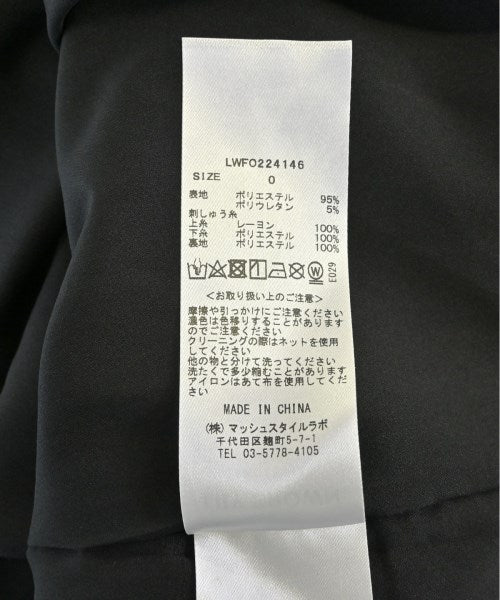 LWFO224146
SIZE 0
表地 ポリエステル 95%
ポリウレタン 5%
刺しゅう糸
上糸 レーヨン 100%
下糸 ポリエステル 100%
裏地 ポリエステル 100%
E029
<お取り扱い上のご注意>
摩擦や引っかけにご注意ください
濃色は色移りすることがあります
のでご注意ください
クリーニングの際はネットを使用
してください
他の物と分けて洗ってください
洗たくで多少縮むことがあります
アイロンはあて布を使用してくだ
さい
MADE IN CHINA
(株)マッシュスタイルラボ
千代田区麹町5-7-1
TEL 03-5778-4105